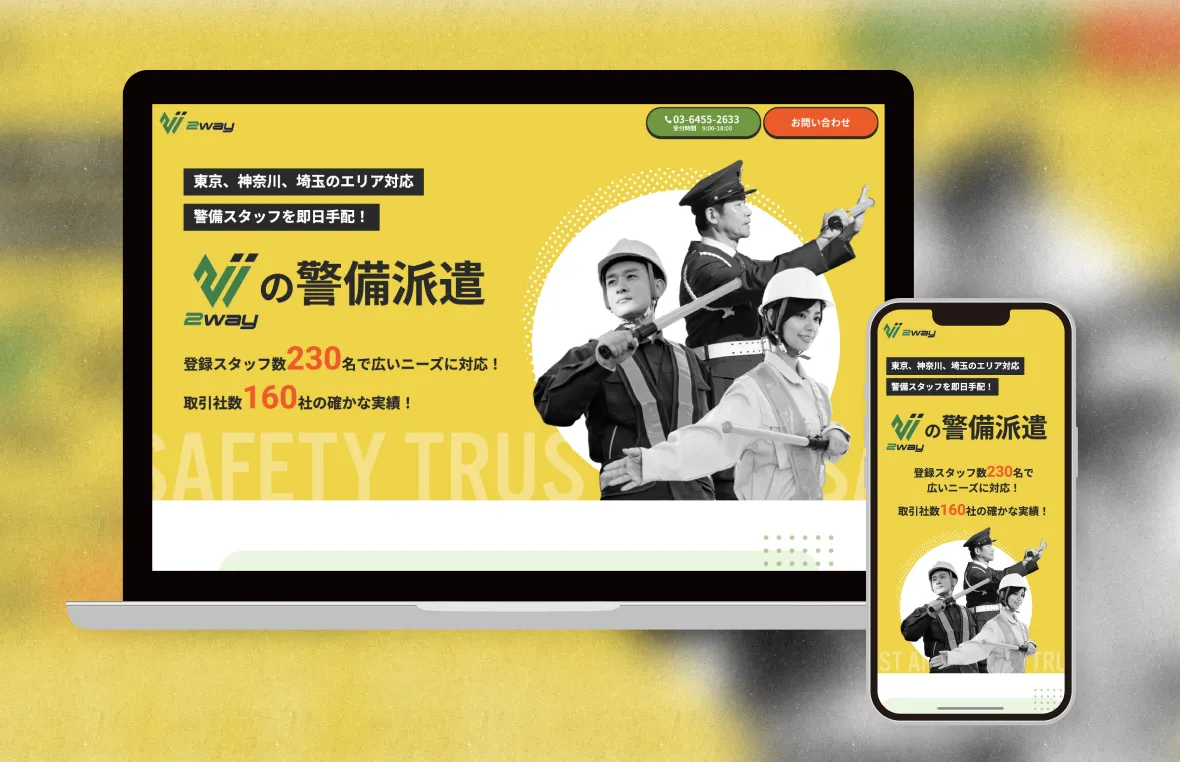 2way
03-6455-2633
受付時間 9:00-18:00
お問い合わせ
東京、神奈川、埼玉のエリア対応
警備スタッフを即日手配！
2way
の警備派遣
登録スタッフ数230名で広いニーズに対応！
取引社数160社の確かな実績！
SAFETY TRUST SA
2way
東京、神奈川、埼玉のエリア対応
警備スタッフを即日手配！
2way
の警備派遣
登録スタッフ数230名で
広いニーズに対応！
取引社数160社の確かな実績！
ST
TRU